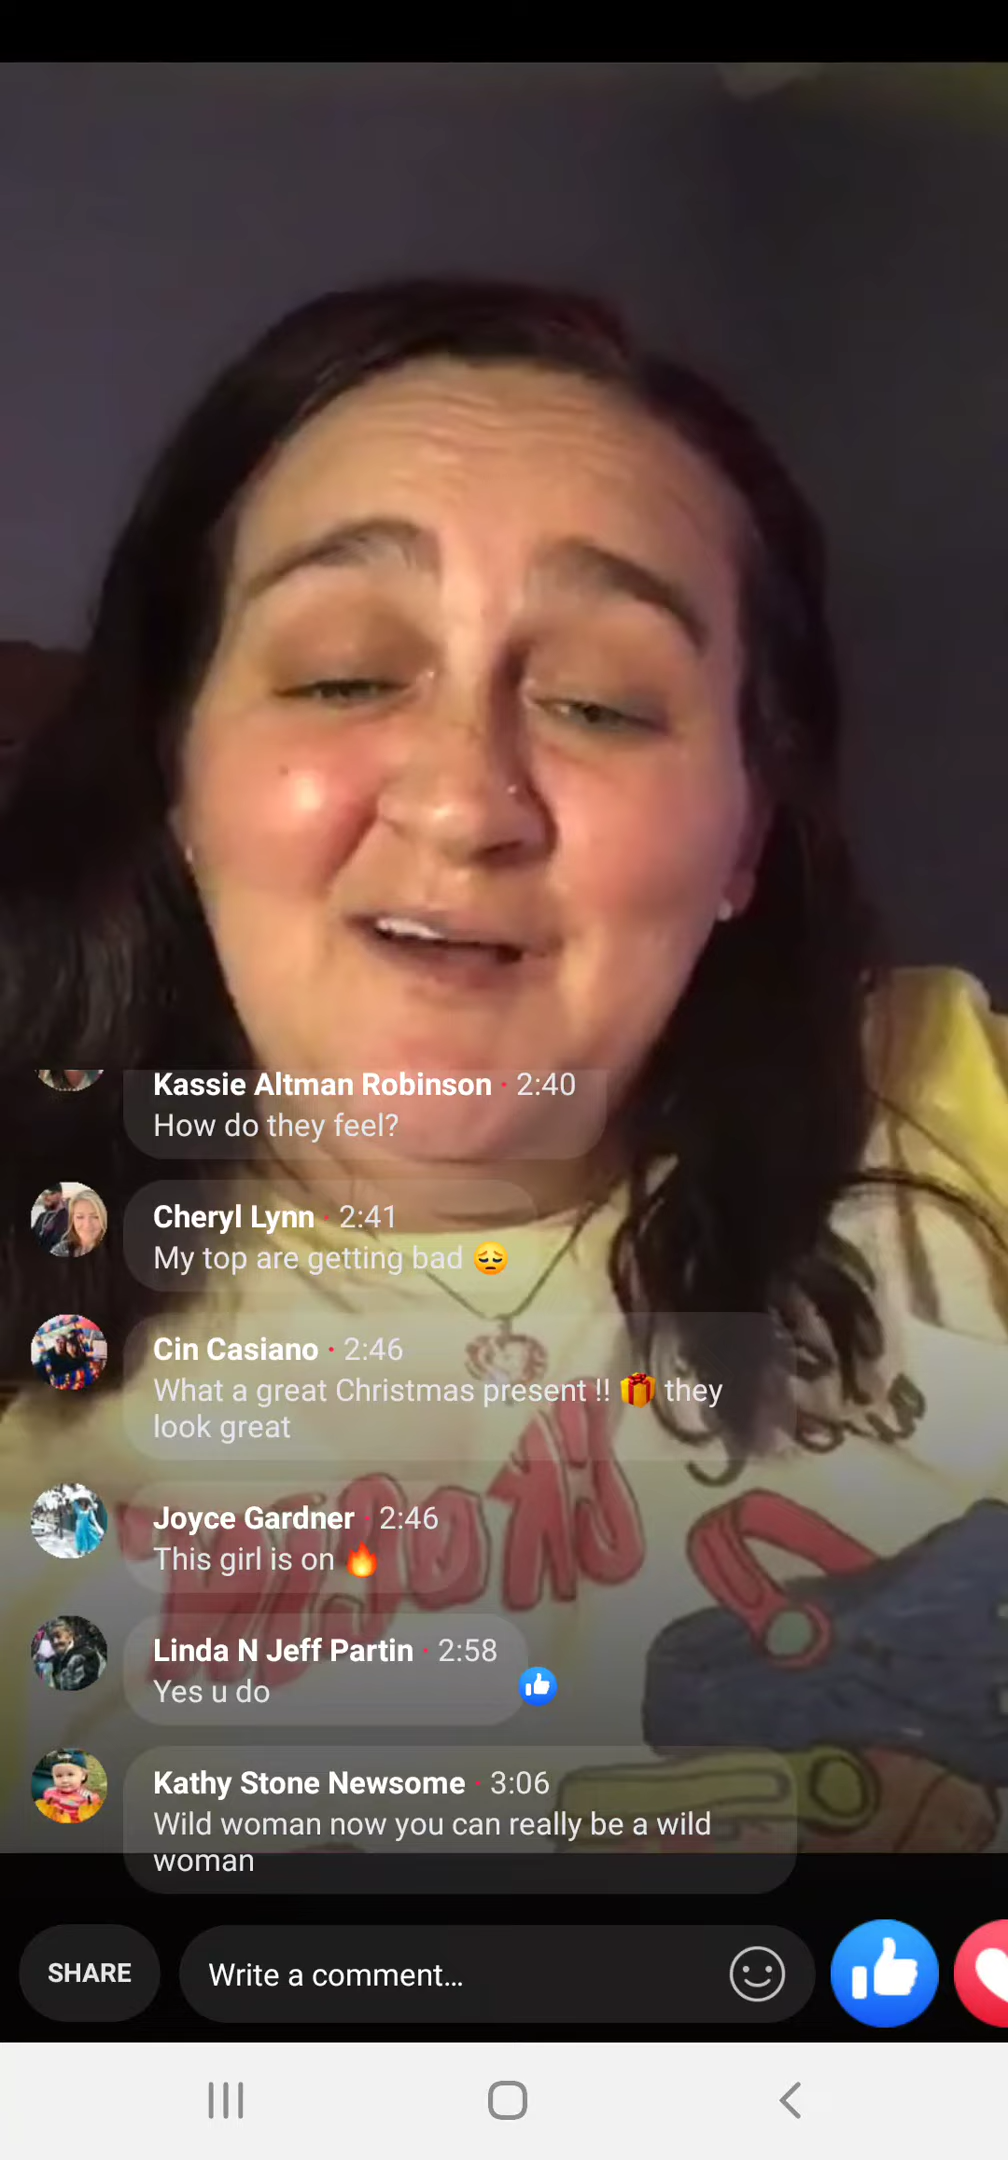 Kassie Altman Robinson · 2:40
How do they feel?
Cheryl Lynn · 2:41
My top are getting bad 😔
Cin Casiano · 2:46
What a great Christmas present !! 🎁 they
look great
Joyce Gardner · 2:46
This girl is on 🔥
Linda N Jeff Partin · 2:58
Yes u do
Kathy Stone Newsome · 3:06
Wild woman now you can really be a wild
woman
SHARE
Write a comment...